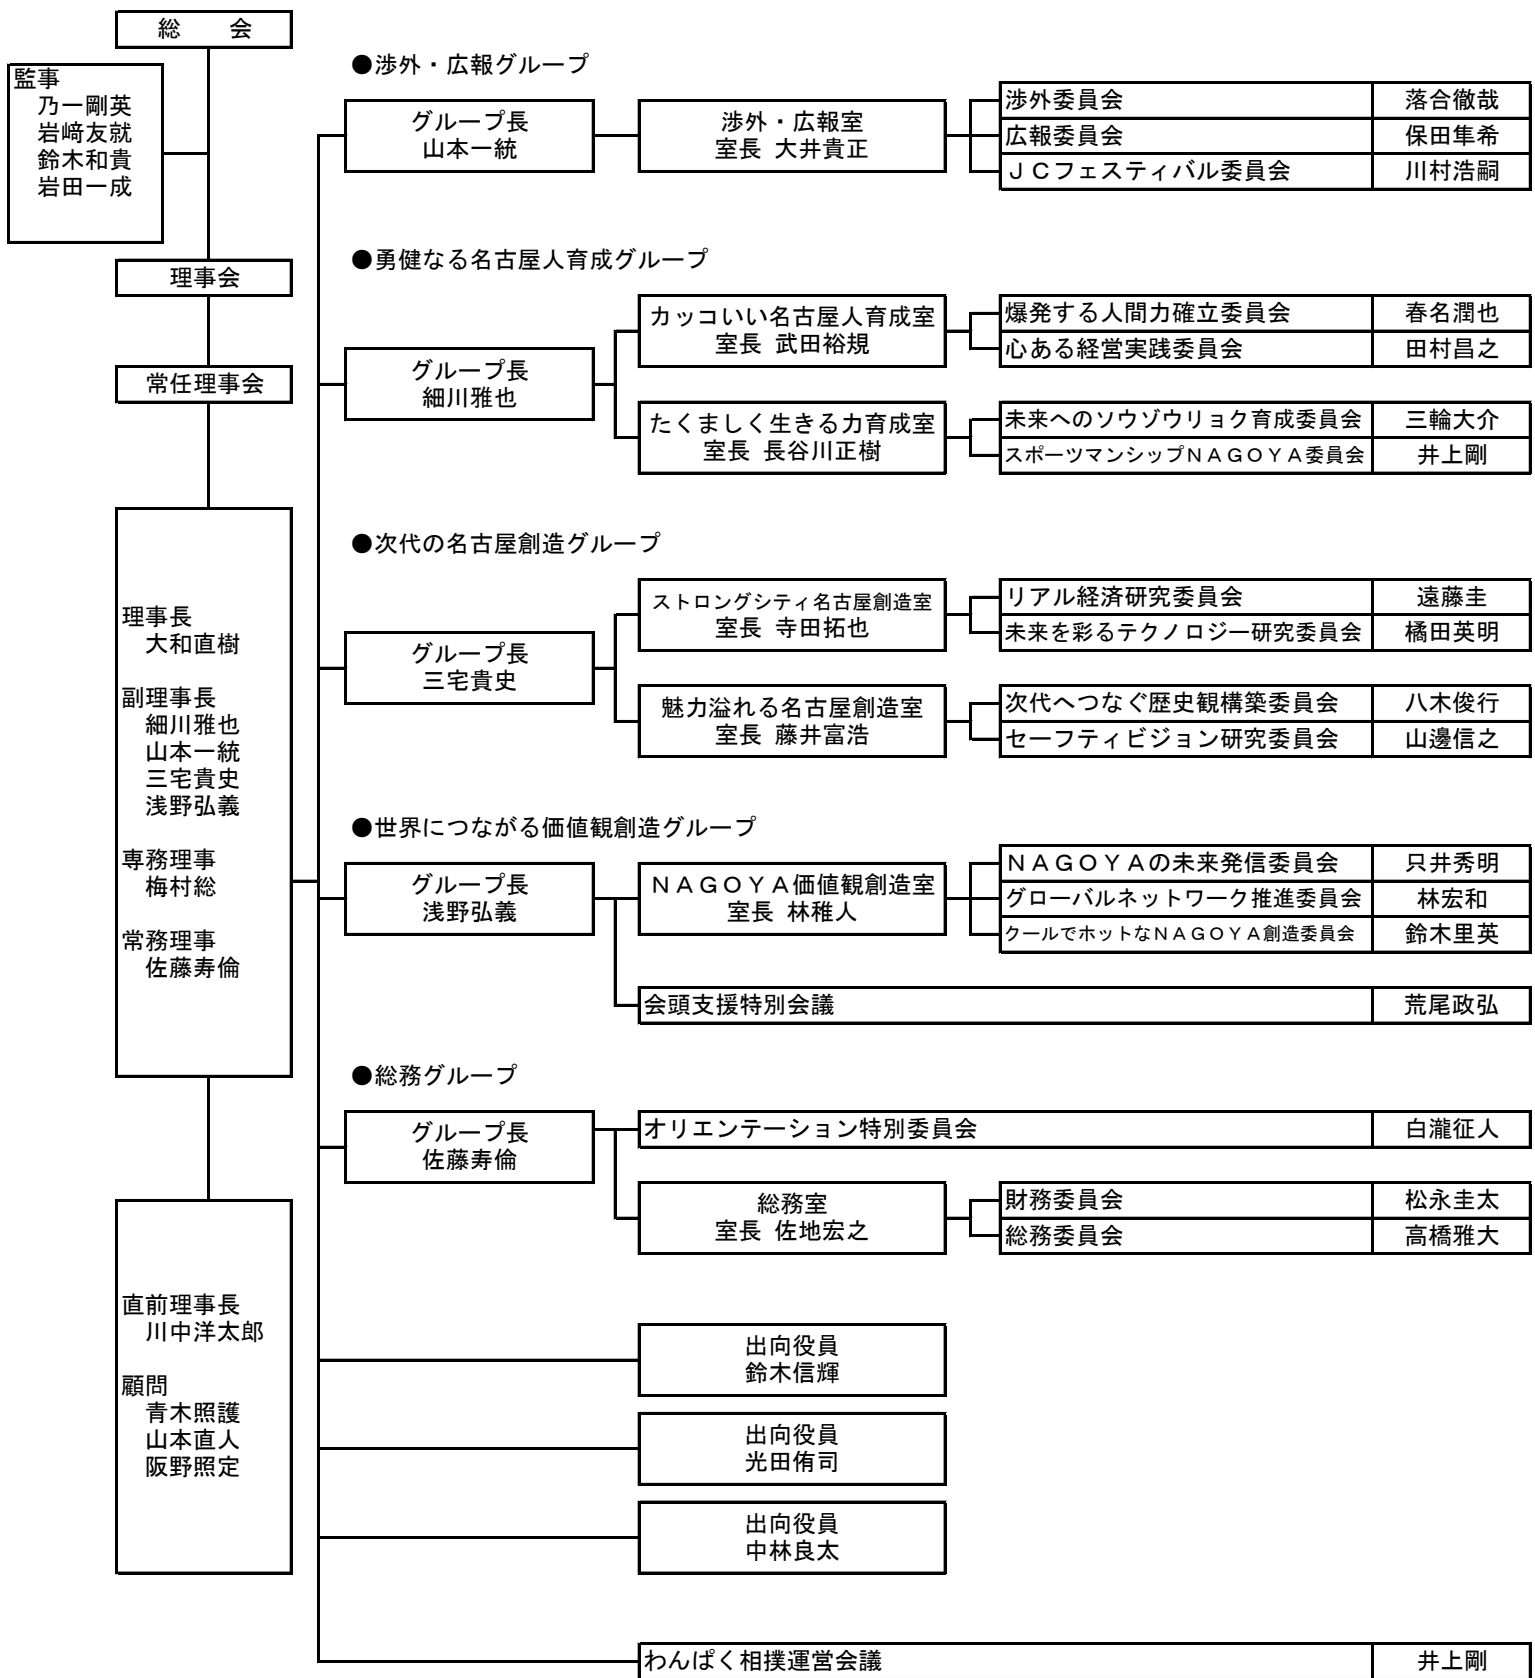 総　会
監事
乃一剛英
岩﨑友就
鈴木和貴
岩田一成
理事会
常任理事会
理事長
大和直樹
副理事長
細川雅也
山本一統
三宅貴史
浅野弘義
専務理事
梅村総
常務理事
佐藤寿倫
直前理事長
川中洋太郎
顧問
青木照護
山本直人
阪野照定
●渉外・広報グループ
グループ長
山本一統
渉外・広報室
室長 大井貴正
渉外委員会 落合徹哉
広報委員会 保田隼希
ＪＣフェスティバル委員会 川村浩嗣
●勇健なる名古屋人育成グループ
グループ長
細川雅也
カッコいい名古屋人育成室
室長 武田裕規
爆発する人間力確立委員会 春名潤也
心ある経営実践委員会 田村昌之
たくましく生きる力育成室
室長 長谷川正樹
未来へのソウゾウリョク育成委員会 三輪大介
スポーツマンシップＮＡＧＯＹＡ委員会 井上剛
●次代の名古屋創造グループ
グループ長
三宅貴史
ストロングシティ名古屋創造室
室長 寺田拓也
リアル経済研究委員会 遠藤圭
未来を彩るテクノロジー研究委員会 橘田英明
魅力溢れる名古屋創造室
室長 藤井富浩
次代へつなぐ歴史観構築委員会 八木俊行
セーフティビジョン研究委員会 山邊信之
●世界につながる価値観創造グループ
グループ長
浅野弘義
ＮＡＧＯＹＡ価値観創造室
室長 林稚人
ＮＡＧＯＹＡの未来発信委員会 只井秀明
グローバルネットワーク推進委員会 林宏和
クールでホットなＮＡＧＯＹＡ創造委員会 鈴木里英
会頭支援特別会議 荒尾政弘
●総務グループ
グループ長
佐藤寿倫
オリエンテーション特別委員会 白瀧征人
総務室
室長 佐地宏之
財務委員会 松永圭太
総務委員会 高橋雅大
出向役員
鈴木信輝
出向役員
光田侑司
出向役員
中林良太
わんぱく相撲運営会議 井上剛